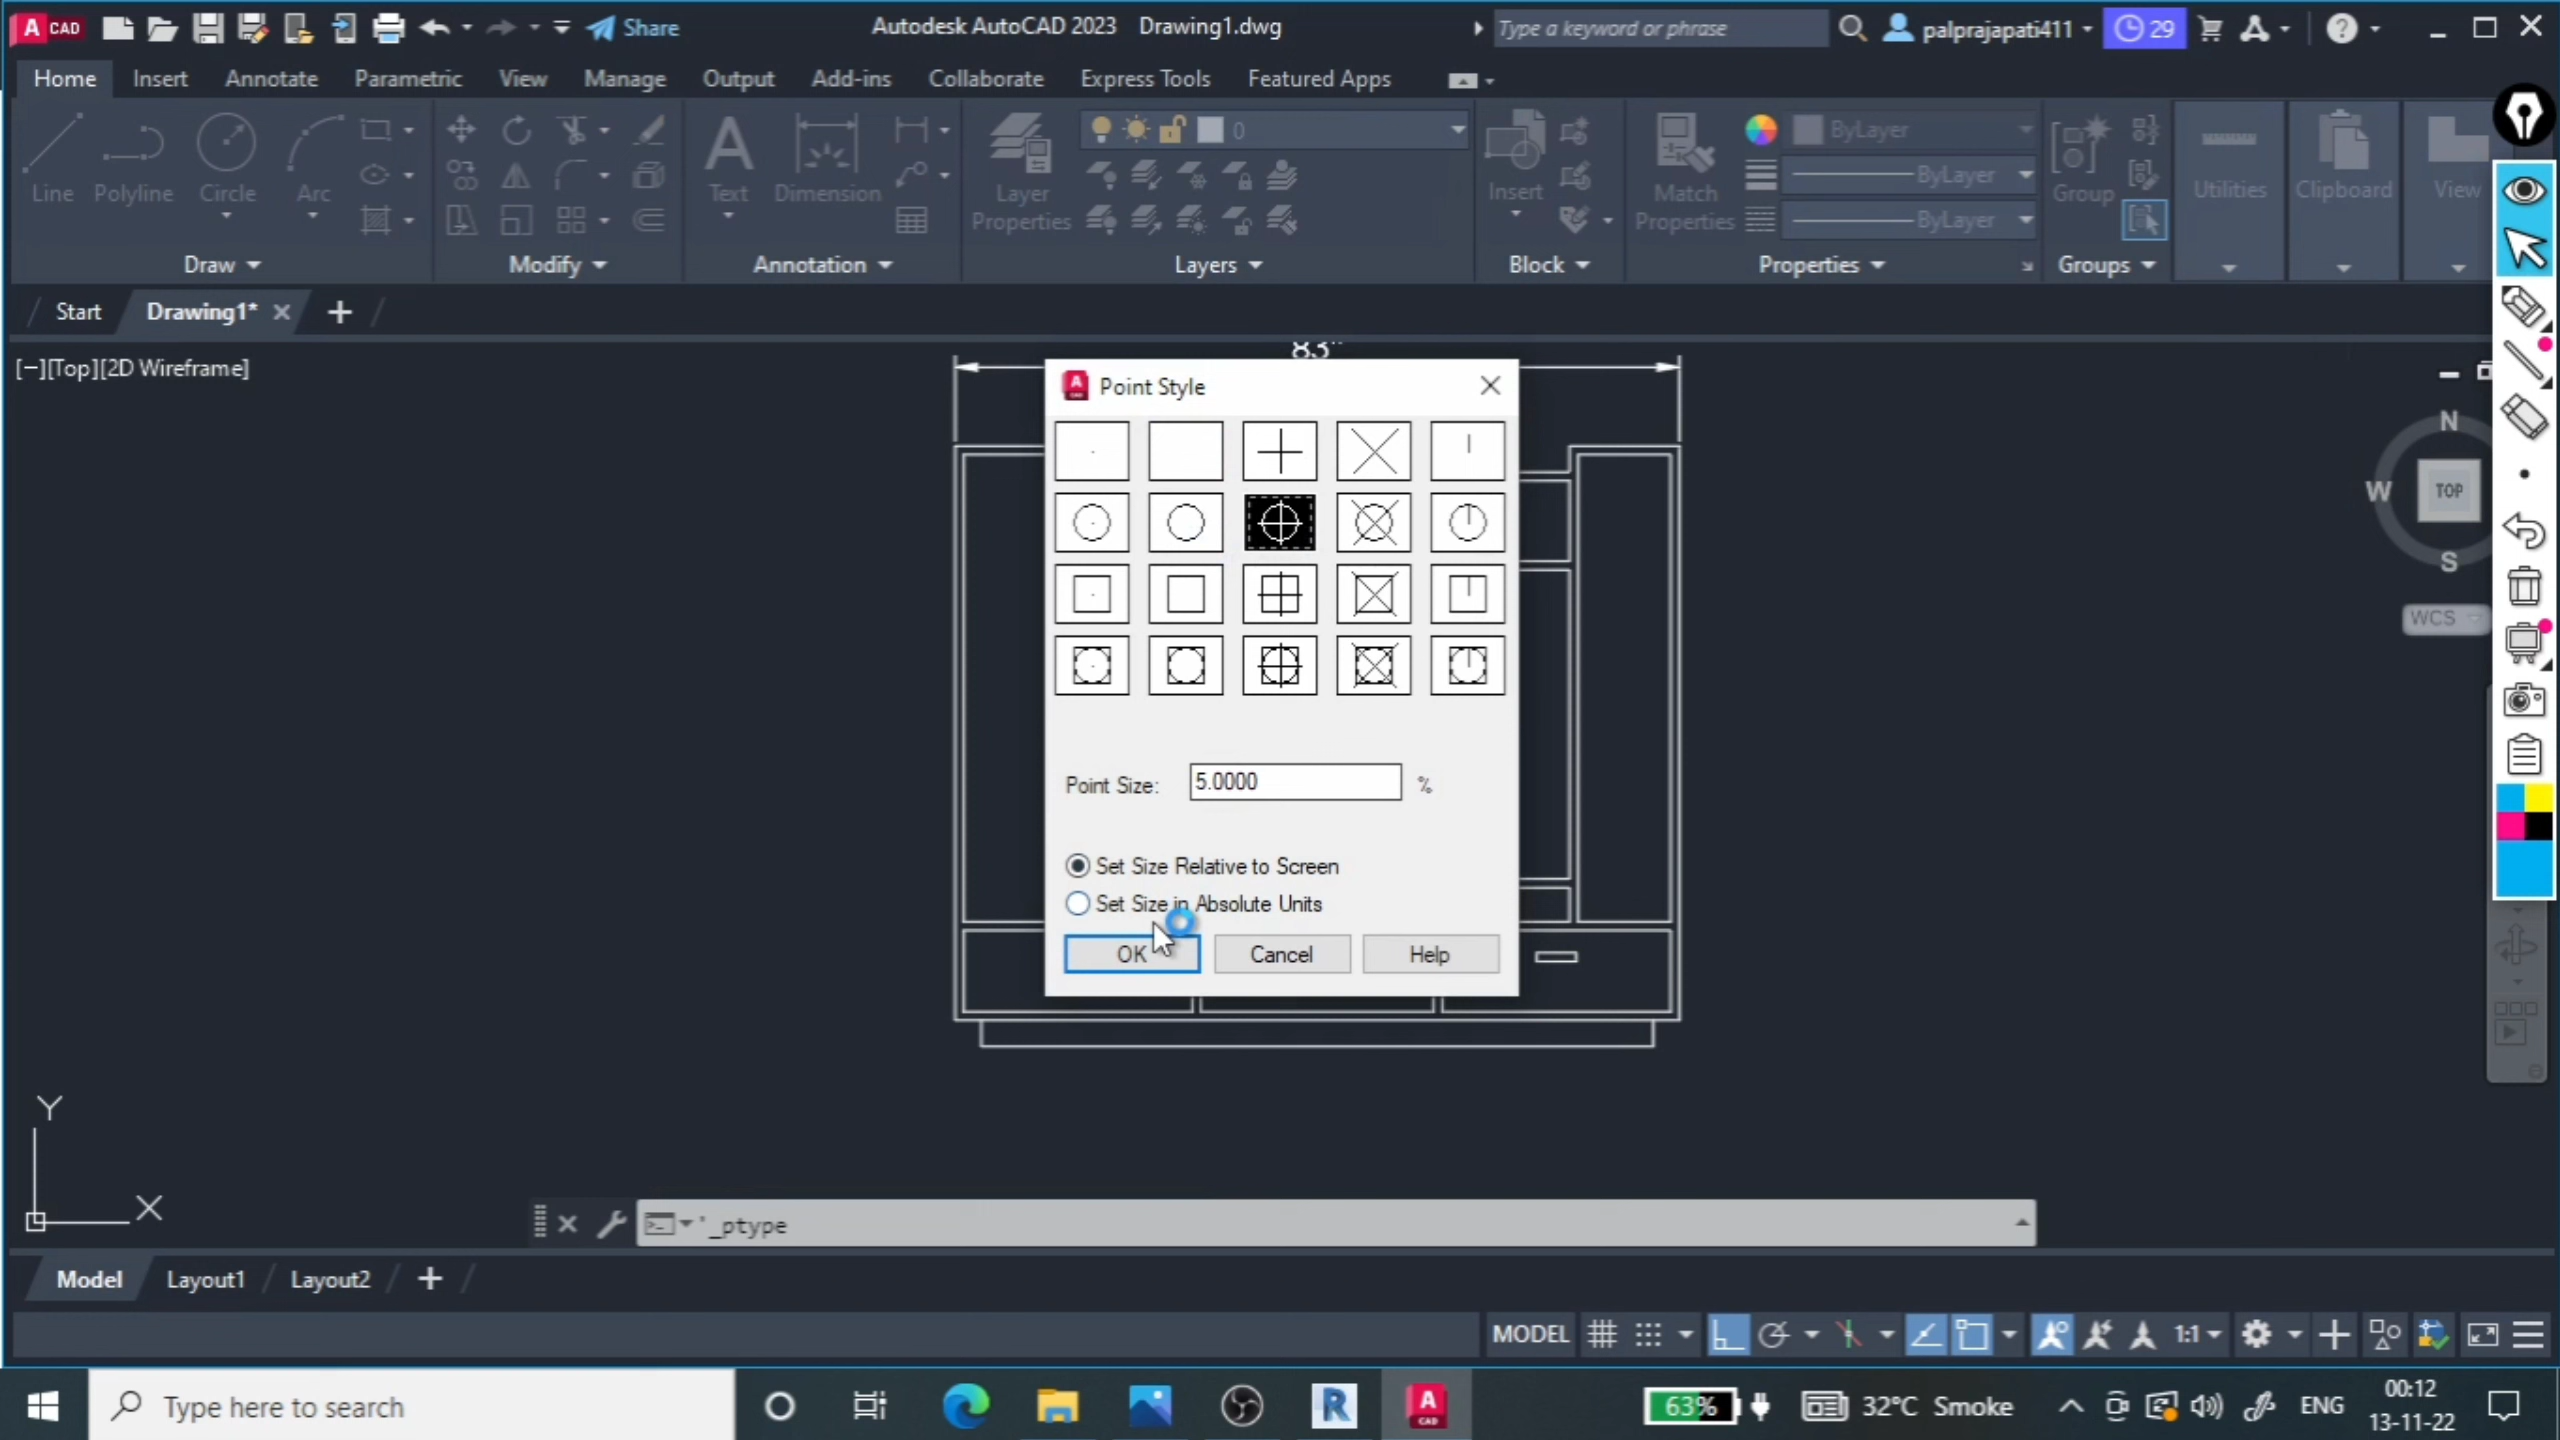 A CAD
Share
Autodesk AutoCAD 2023 Drawing1.dwg
Type a keyword or phrase
palprajapati411
29
Home Insert Annotate Parametric View Manage Output Add-ins Collaborate Express Tools Featured Apps
Line Polyline Circle Arc
Text Dimension
Layer Properties
0
Insert
Match Properties
ByLayer
ByLayer
ByLayer
Group
Utilities
Clipboard
View
Draw Modify Annotation Layers Block Properties Groups
Start Drawing1*
[−][Top][2D Wireframe]
83"
Point Style
Point Size: 5.0000 %
Set Size Relative to Screen
Set Size in Absolute Units
OK Cancel Help
N
W TOP
S
WCS
Y
X
'_ptype
Model Layout1 Layout2
MODEL 1:1
Type here to search
R
A CAD
63%
32°C Smoke
ENG
00:12
13-11-22